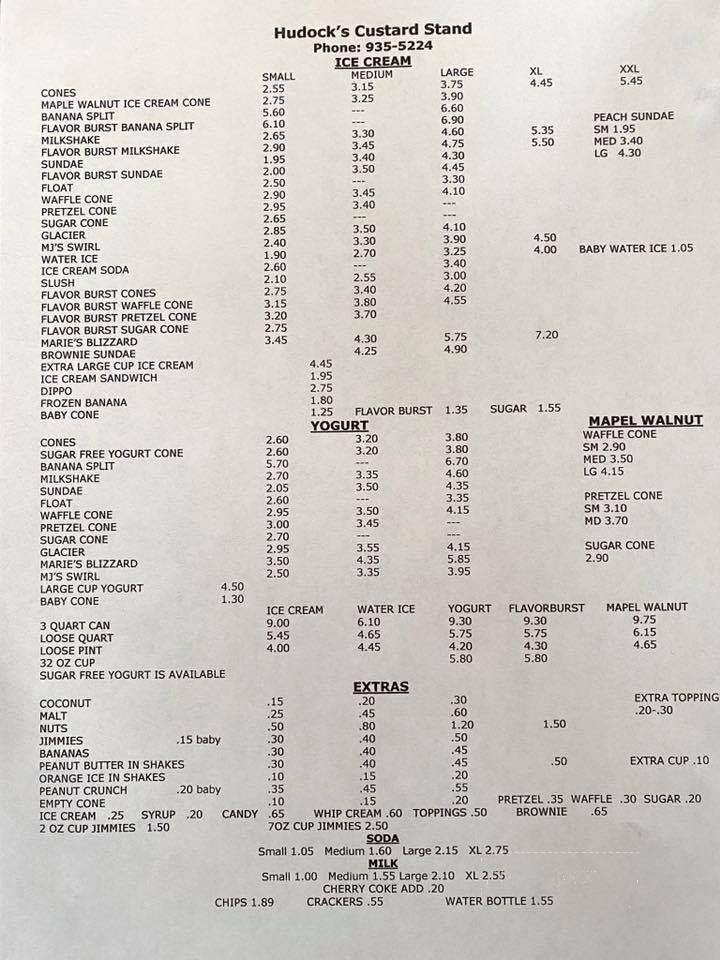 Hudock's Custard Stand
Phone: 935-5224
ICE CREAM
SMALL MEDIUM LARGE XL XXL
CONES 2.55 3.15 3.75 4.45 5.45
MAPLE WALNUT ICE CREAM CONE 2.75 3.25 3.90
BANANA SPLIT 5.60 --- 6.60
FLAVOR BURST BANANA SPLIT 6.10 --- 6.90 PEACH SUNDAE
MILKSHAKE 2.65 3.30 4.60 5.35 SM 1.95
FLAVOR BURST MILKSHAKE 2.90 3.45 4.75 5.50 MED 3.40
SUNDAE 1.95 3.40 4.30 LG 4.30
FLAVOR BURST SUNDAE 2.00 3.50 4.45
FLOAT 2.50 --- 3.30
WAFFLE CONE 2.90 3.45 4.10
PRETZEL CONE 2.95 3.40 ---
SUGAR CONE 2.65 --- ---
GLACIER 2.85 3.50 4.10
MJ'S SWIRL 2.40 3.30 3.90 4.50
WATER ICE 1.90 2.70 3.25 4.00 BABY WATER ICE 1.05
ICE CREAM SODA 2.60 --- 3.40
SLUSH 2.10 2.55 3.00
FLAVOR BURST CONES 2.75 3.40 4.20
FLAVOR BURST WAFFLE CONE 3.15 3.80 4.55
FLAVOR BURST PRETZEL CONE 3.20 3.70
FLAVOR BURST SUGAR CONE 2.75
MARIE'S BLIZZARD 3.45 4.30 5.75 7.20
BROWNIE SUNDAE 4.25 4.90
EXTRA LARGE CUP ICE CREAM 4.45
ICE CREAM SANDWICH 1.95
DIPPO 2.75
FROZEN BANANA 1.80
BABY CONE 1.25 FLAVOR BURST 1.35 SUGAR 1.55
YOGURT MAPEL WALNUT
CONES 2.60 3.20 3.80 WAFFLE CONE
SUGAR FREE YOGURT CONE 2.60 3.20 3.80 SM 2.90
BANANA SPLIT 5.70 --- 6.70 MED 3.50
MILKSHAKE 2.70 3.35 4.60 LG 4.15
SUNDAE 2.05 3.50 4.35
FLOAT 2.60 --- 3.35 PRETZEL CONE
WAFFLE CONE 2.95 3.50 4.15 SM 3.10
PRETZEL CONE 3.00 3.45 --- MD 3.70
SUGAR CONE 2.70 --- ---
GLACIER 2.95 3.55 4.15 SUGAR CONE
MARIE'S BLIZZARD 3.50 4.35 5.85 2.90
MJ'S SWIRL 2.50 3.35 3.95
LARGE CUP YOGURT 4.50
BABY CONE 1.30
ICE CREAM WATER ICE YOGURT FLAVORBURST MAPEL WALNUT
3 QUART CAN 9.00 6.10 9.30 9.30 9.75
LOOSE QUART 5.45 4.65 5.75 5.75 6.15
LOOSE PINT 4.00 4.45 4.20 4.30 4.65
32 OZ CUP 5.80 5.80
SUGAR FREE YOGURT IS AVAILABLE
EXTRAS
COCONUT .15 .20 .30 EXTRA TOPPING
MALT .25 .45 .60 .20-.30
NUTS .50 .80 1.20 1.50
JIMMIES .15 baby .30 .40 .50
BANANAS .30 .40 .45
PEANUT BUTTER IN SHAKES .30 .40 .45 .50 EXTRA CUP .10
ORANGE ICE IN SHAKES .10 .15 .20
PEANUT CRUNCH .20 baby .35 .45 .55
EMPTY CONE .10 .15 .20 PRETZEL .35 WAFFLE .30 SUGAR .20
ICE CREAM .25 SYRUP .20 CANDY .65 WHIP CREAM .60 TOPPINGS .50 BROWNIE .65
2 OZ CUP JIMMIES 1.50 7OZ CUP JIMMIES 2.50
SODA
Small 1.05 Medium 1.60 Large 2.15 XL 2.75
MILK
Small 1.00 Medium 1.55 Large 2.10 XL 2.55
CHERRY COKE ADD .20
CHIPS 1.89 CRACKERS .55 WATER BOTTLE 1.55